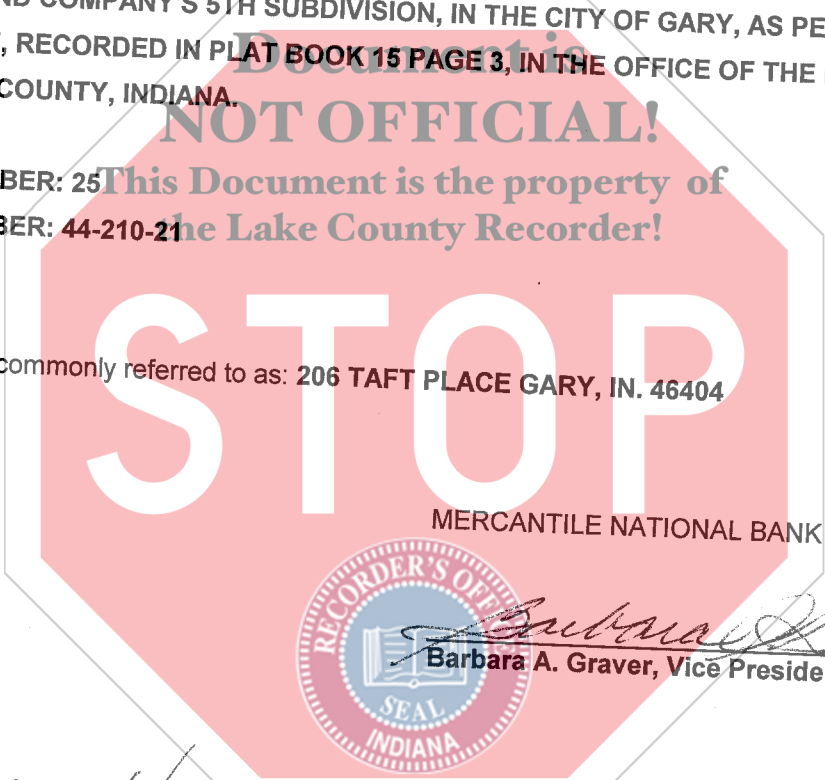 ND COMPANY'S 5TH SUBDIVISION, IN THE CITY OF GARY, AS PE
, RECORDED IN PLAT BOOK 15 PAGE 3, IN THE OFFICE OF THE
COUNTY, INDIANA.
Document is
NOT OFFICIAL!
This Document is the property of
the Lake County Recorder!
BER: 25
BER: 44-210-21
STOP
commonly referred to as: 206 TAFT PLACE GARY, IN. 46404
MERCANTILE NATIONAL BANK
Barbara
Barbara A. Graver, Vice Preside
RECORDER'S OFFICE
SEAL
INDIANA